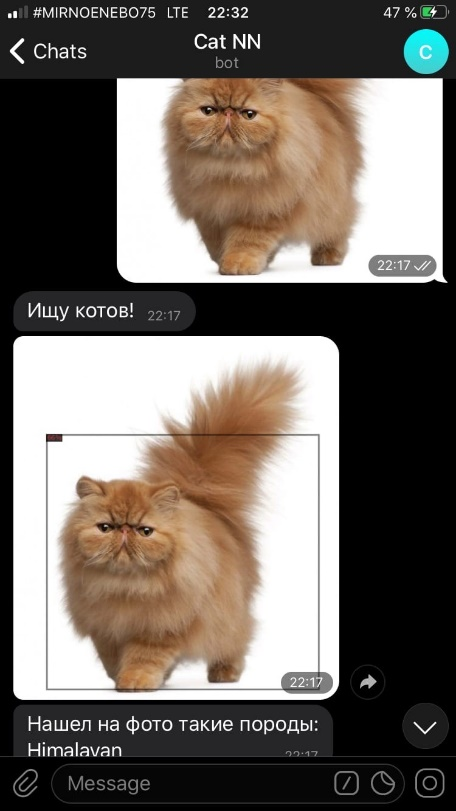 #MIRNOENEBO75 LTE 22:32 47 %
Chats
Cat NN
bot
C
22:17
Ищу котов! 22:17
22:17
Нашел на фото такие породы:
Himalayan 22:17
Message